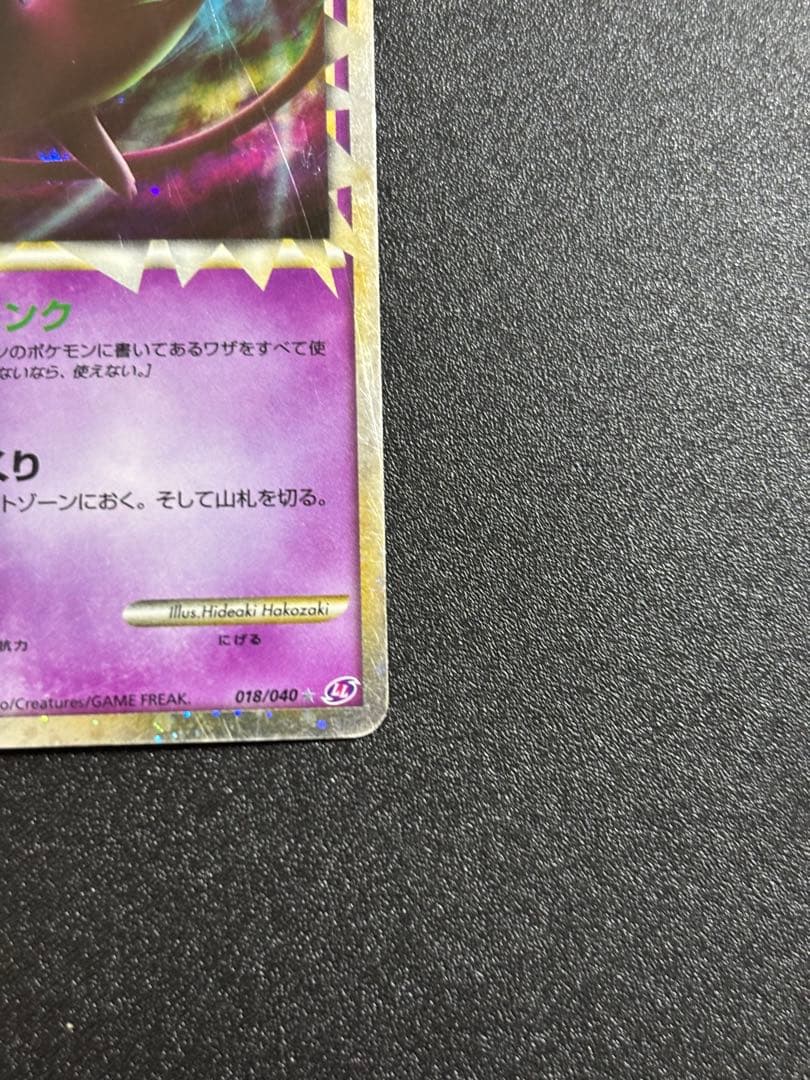 ンク
ンのポケモンに書いてあるワザをすべて使
ないなら、使えない。]
くり
トゾーンにおく。そして山札を切る。
Illus.Hideaki Hakozaki
抗力
にげる
o/Creatures/GAME FREAK.
018/040
LL